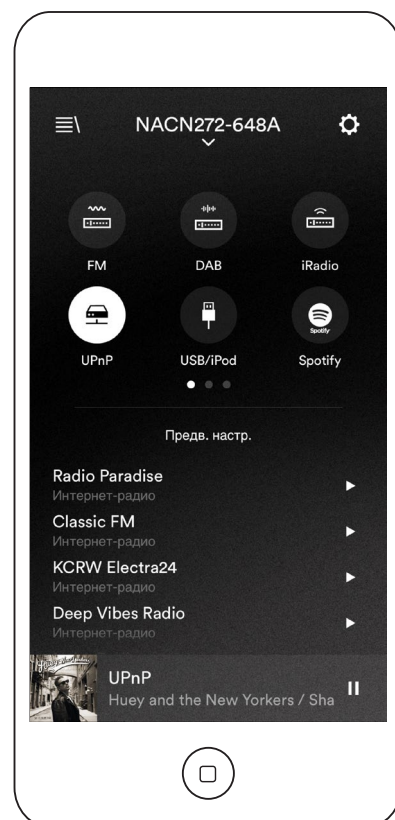 NACN272-648A
FM DAB iRadio
Spotify
UPnP USB/iPod Spotify
Предв. настр.
Radio Paradise
Интернет-радио
Classic FM
Интернет-радио
KCRW Electra24
Интернет-радио
Deep Vibes Radio
Интернет-радио
UPnP
Huey and the New Yorkers / Sha